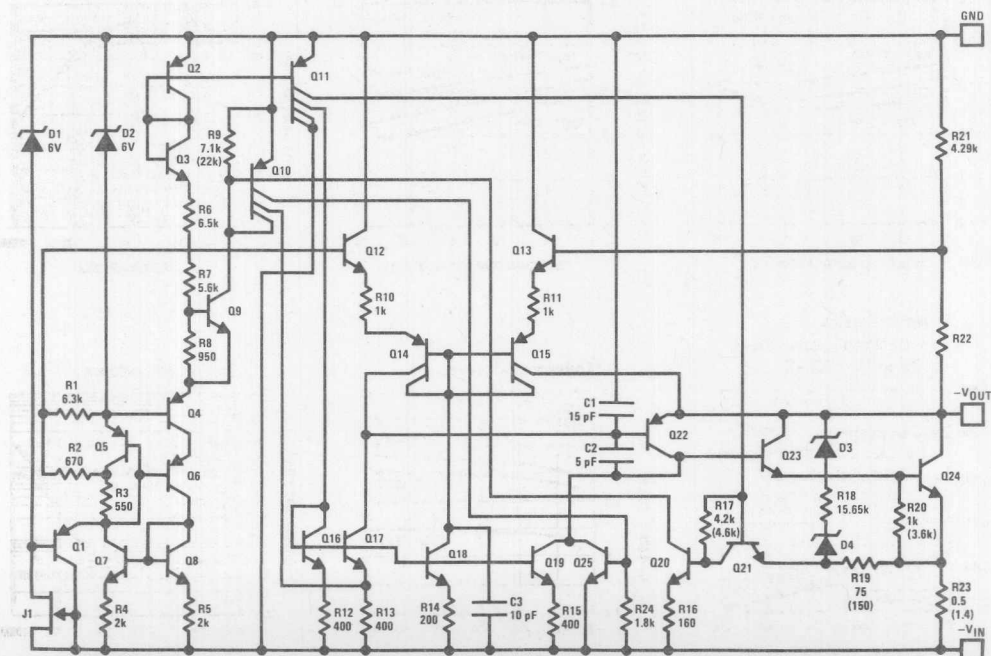 GND
Q2
Q11
D1
6V
D2
6V
R9
7.1k
(22k)
R21
4.29k
Q3
Q10
R6
6.5k
Q12
Q13
R7
5.6k
Q9
R10
1k
R11
1k
R8
950
R22
Q14
Q15
R1
6.3k
C1
15 pF
-VOUT
Q4
Q5
R2
670
Q22
C2
5 pF
Q23
D3
Q24
Q6
R3
550
R17
4.2k
(4.6k)
R18
15.65k
R20
1k
(3.6k)
Q1
Q7
Q8
Q16
Q17
Q18
Q19
Q25
Q20
Q21
D4
R19
75
(150)
J1
R4
2k
R5
2k
R12
400
R13
400
R14
200
C3
10 pF
R15
400
R24
1.8k
R16
160
R23
0.5
(1.4)
-VIN